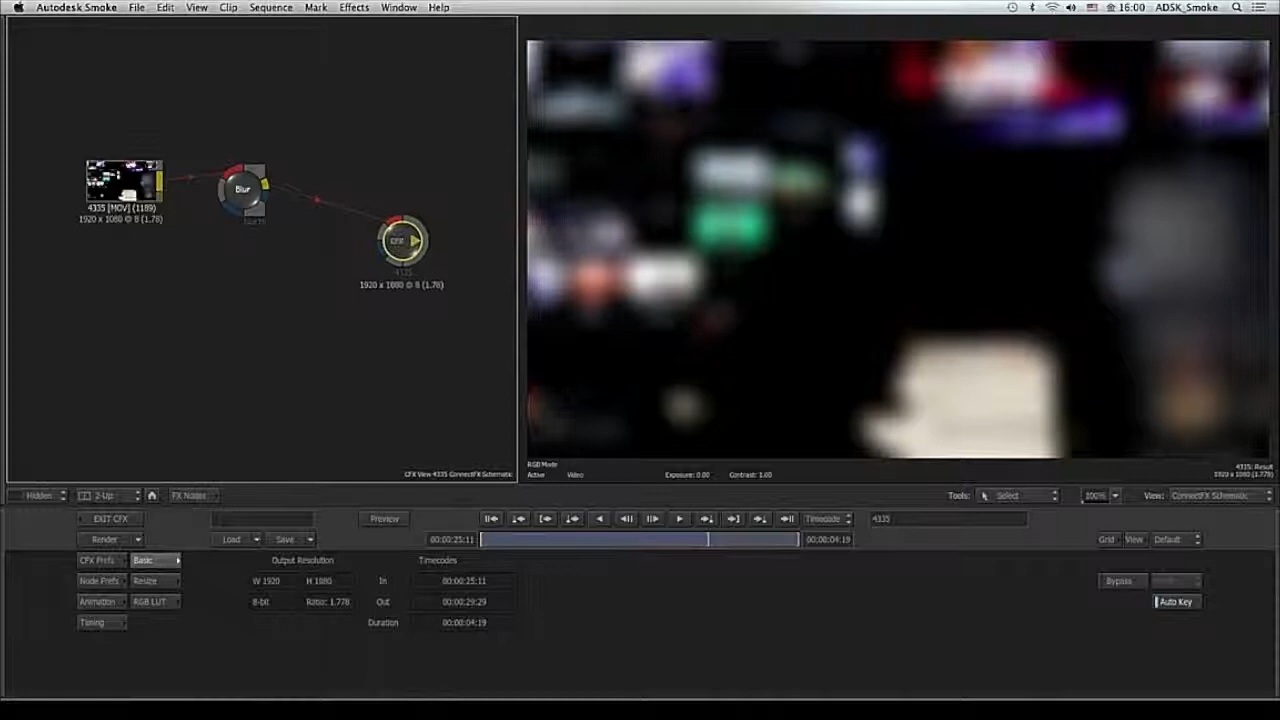 Autodesk Smoke File Edit View Clip Sequence Mark Effects Window Help 금 16:00 ADSK_Smoke
Blur
4335 [MOV] (1189)
1920 x 1080 @ 8 (1.78)
CFX
4335
1920 x 1080 @ 8 (1.78)
CFX View 4335 ConnectFX Schematic
RGB Mode
Active Video Exposure: 0.00 Contrast: 1.00
4335: Result
1920 x 1080 (1.778)
Hidden 2-Up FX Nodes Tools: Select 100% View: ConnectFX Schematic
EXIT CFX Preview Timecode 4335
Render Load Save 00:00:25:11 00:00:04:19 Grid View Default
CFX Prefs Basic Output Resolution Timecodes
Node Prefs Resize W 1920 H 1080 In 00:00:25:11 Bypass
Animation RGB LUT 8-bit Ratio: 1.778 Out 00:00:29:29 Auto Key
Timing Duration 00:00:04:19